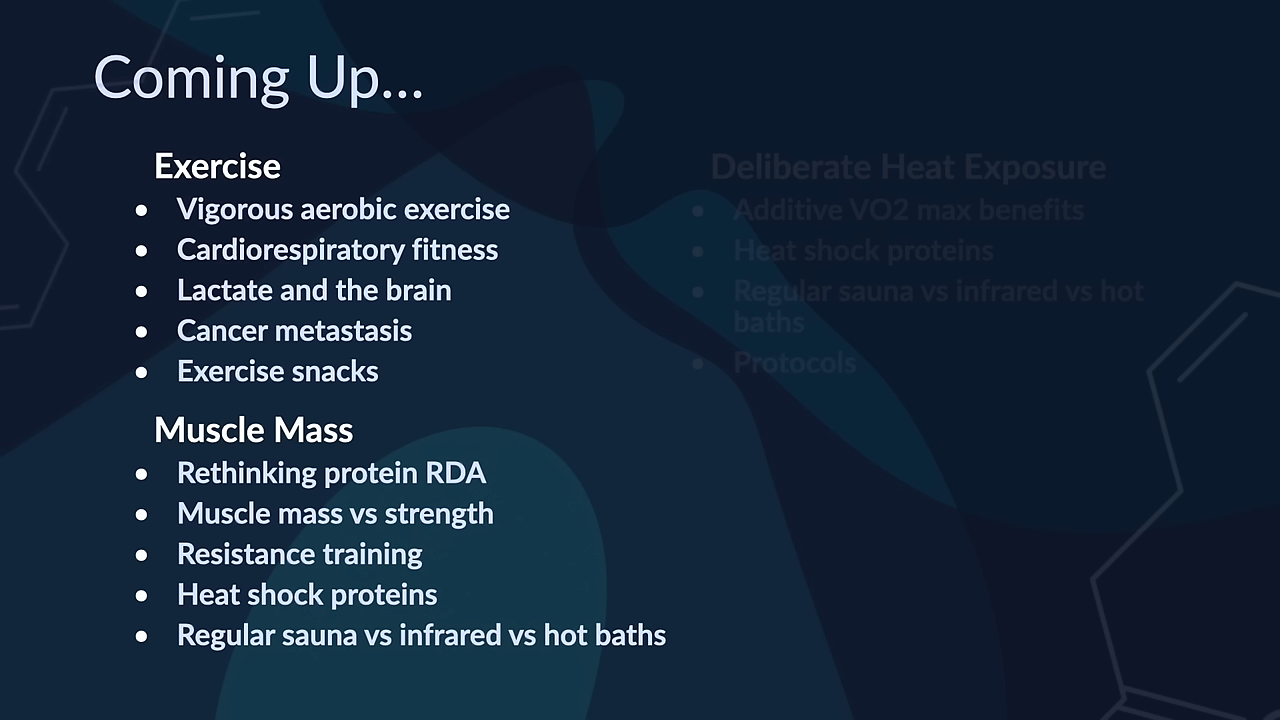 Coming Up...
Exercise
• Vigorous aerobic exercise
• Cardiorespiratory fitness
• Lactate and the brain
• Cancer metastasis
• Exercise snacks
Muscle Mass
• Rethinking protein RDA
• Muscle mass vs strength
• Resistance training
• Heat shock proteins
• Regular sauna vs infrared vs hot baths
Deliberate Heat Exposure
• Additive VO2 max benefits
• Heat shock proteins
• Regular sauna vs infrared vs hot
baths
• Protocols